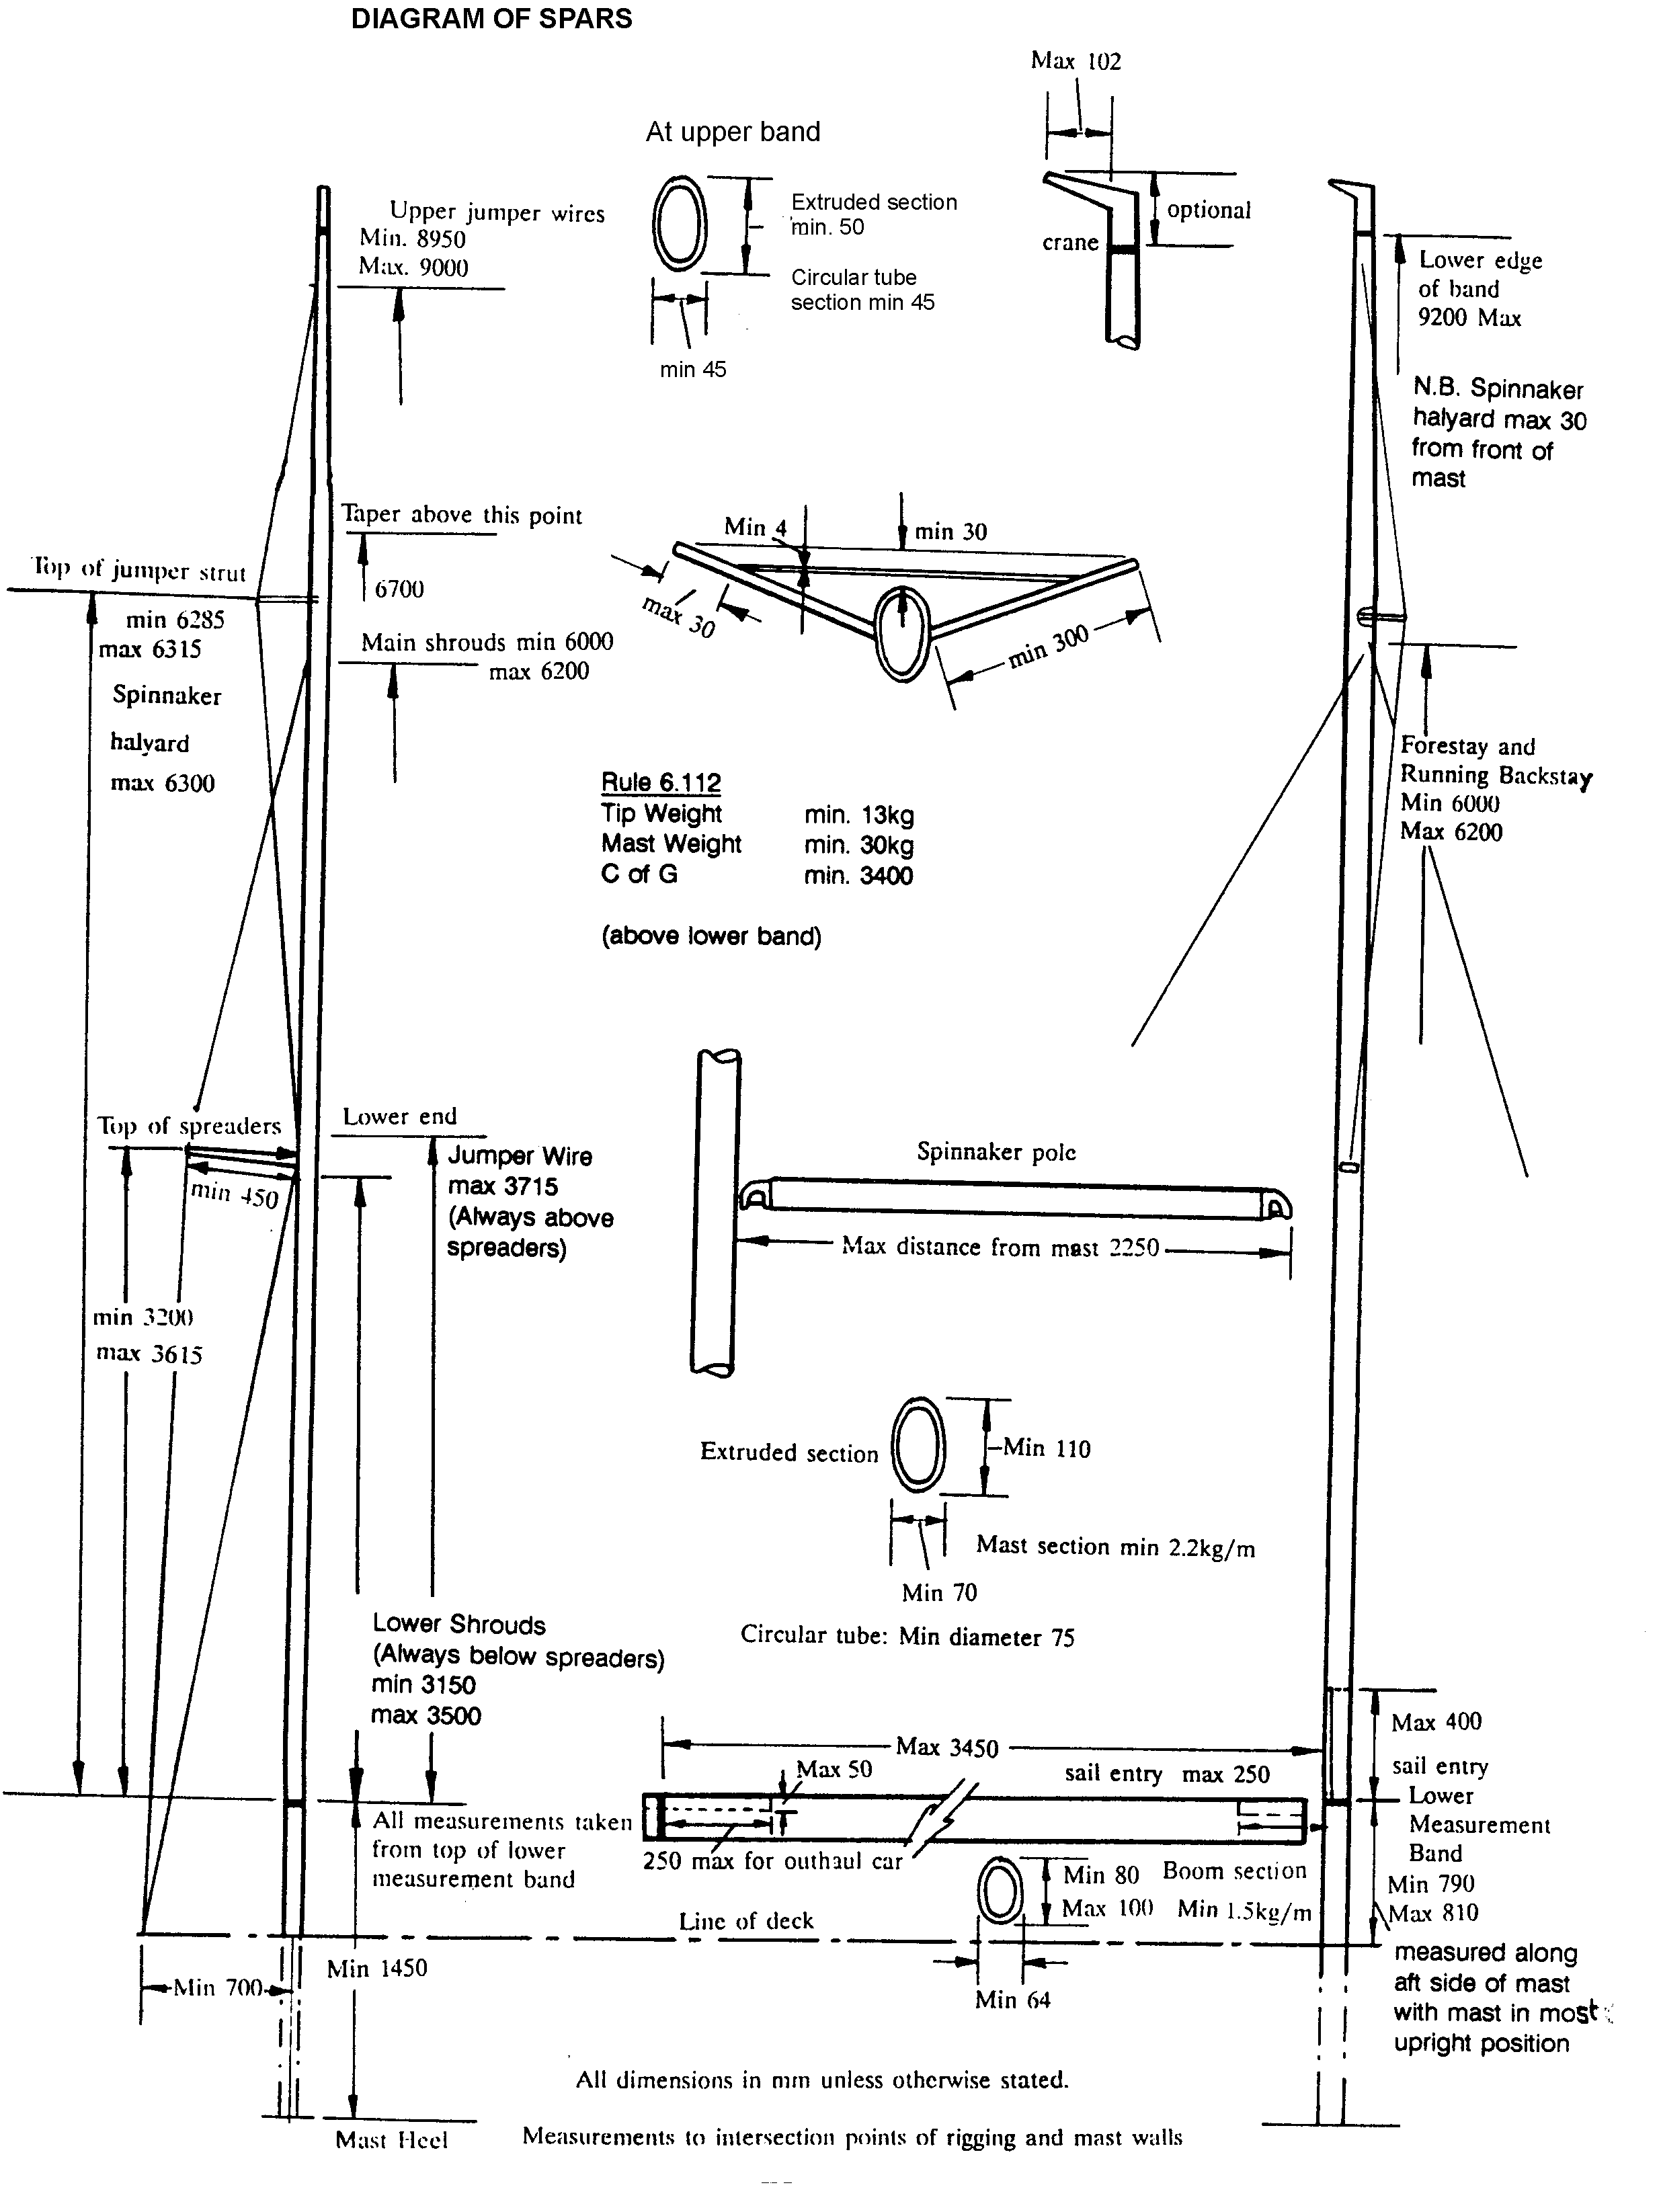 DIAGRAM OF SPARS
Max 102
At upper band
Extruded section
min. 50
Circular tube
section min 45
min 45
optional
crane
Upper jumper wires
Min. 8950
Max. 9000
Lower edge
of band
9200 Max
N.B. Spinnaker
halyard max 30
from front of
mast
Taper above this point
6700
Top of jumper strut
min 6285
max 6315
Spinnaker
halyard
max 6300
Main shrouds min 6000
max 6200
Min 4
min 30
max 30
min 300
Forestay and
Running Backstay
Min 6000
Max 6200
Rule 6.112
Tip Weight min. 13kg
Mast Weight min. 30kg
C of G min. 3400
(above lower band)
Top of spreaders
min 450
min 3200
max 3615
Lower end
Jumper Wire
max 3715
(Always above
spreaders)
Spinnaker pole
Max distance from mast 2250
Extruded section
Min 110
Mast section min 2.2kg/m
Min 70
Circular tube: Min diameter 75
Lower Shrouds
(Always below spreaders)
min 3150
max 3500
Max 3450
Max 50
sail entry max 250
250 max for outhaul car
Min 80
Max 100
Boom section
Min 1.5kg/m
Min 64
Max 400
sail entry
Lower
Measurement
Band
Min 790
Max 810
measured along
aft side of mast
with mast in most
upright position
All measurements taken
from top of lower
measurement band
Line of deck
Min 700
Min 1450
Mast Heel
All dimensions in mm unless otherwise stated.
Measurements to intersection points of rigging and mast walls